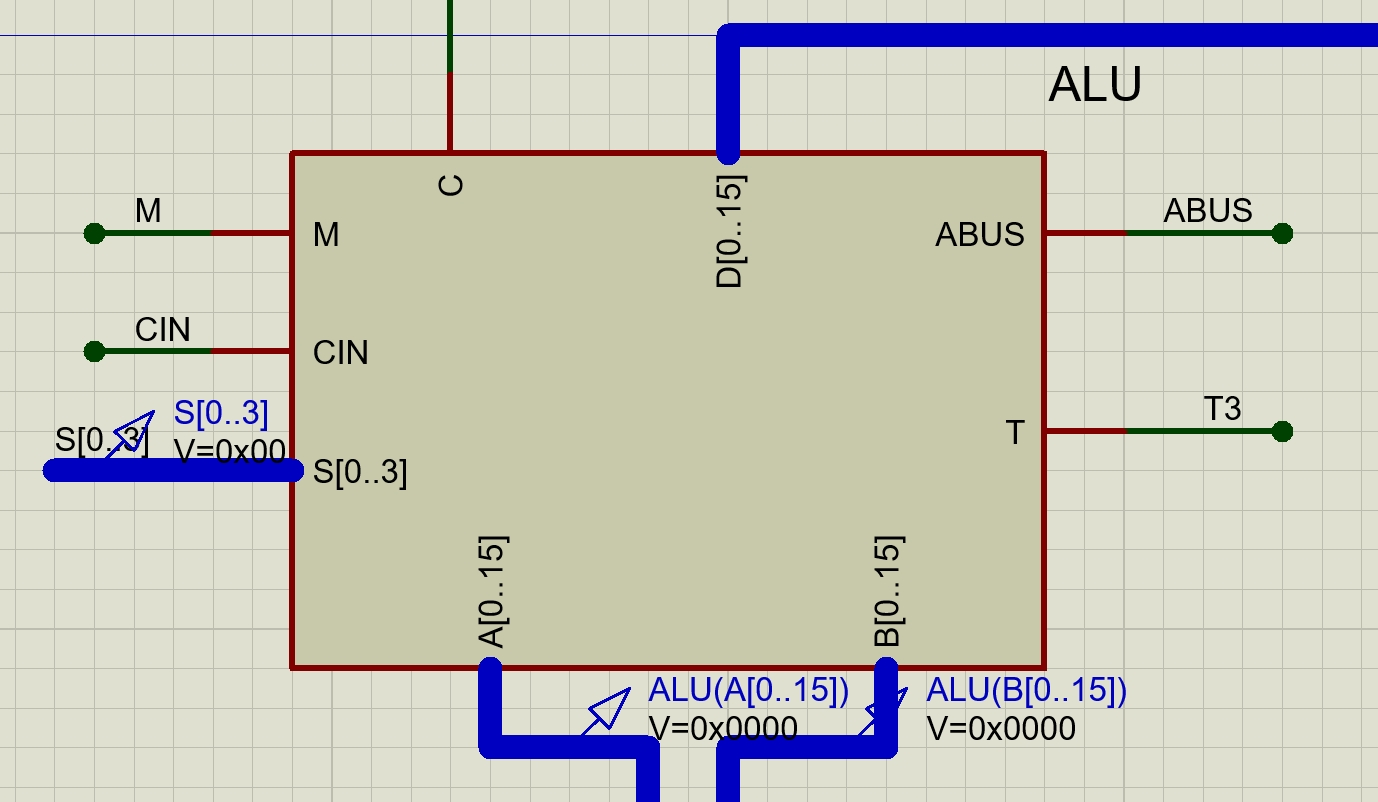 ALU
C
D[0..15]
M
M
ABUS
ABUS
CIN
CIN
S[0..3]
S[0..3]
V=0x00
S[0..3]
T
T3
A[0..15]
B[0..15]
ALU(A[0..15])
V=0x0000
ALU(B[0..15])
V=0x0000